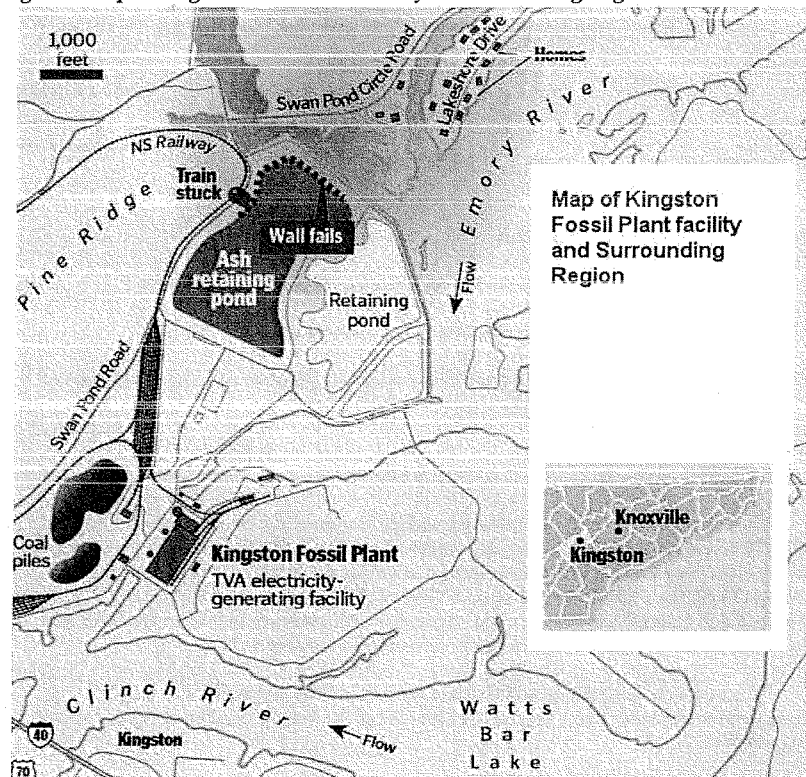 1,000
feet
Swan Pond Circle Road
Lakeshore Drive
Homes
Emory River
NS Railway
Train
stuck
Pine Ridge
Wall fails
Ash
retaining
pond
Retaining
pond
Flow
Map of Kingston
Fossil Plant facility
and Surrounding
Region
Swan Pond Road
Coal
piles
Kingston Fossil Plant
TVA electricity-
generating facility
Knoxville
Kingston
Clinch River
Flow
Watts
Bar
Lake
40
Kingston
70